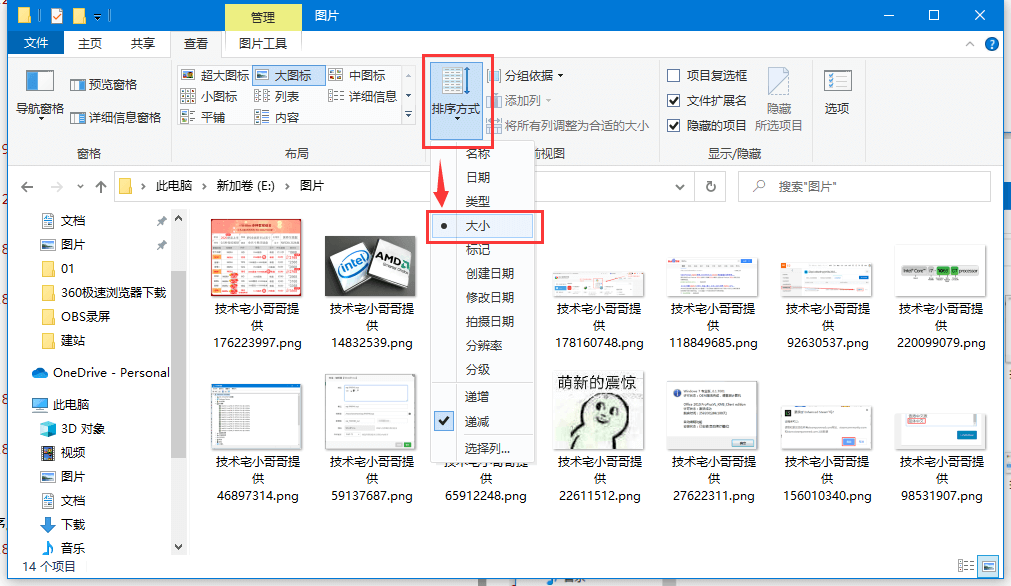 管理
图片
文件
主页
共享
查看
图片工具
导航窗格
预览窗格
详细信息窗格
窗格
超大图标
大图标
中图标
小图标
列表
详细信息
平铺
内容
布局
排序方式
分组依据
添加列
将所有列调整为合适的大小
前视图
项目复选框
文件扩展名
隐藏的项目
隐藏
所选项目
显示/隐藏
选项
此电脑
新加卷 (E:)
图片
搜索"图片"
名称
日期
类型
大小
标记
创建日期
修改日期
拍摄日期
分辨率
分级
递增
递减
选择列...
文档
图片
01
360极速浏览器下载
OBS录屏
建站
OneDrive - Personal
此电脑
3D 对象
视频
图片
文档
下载
音乐
intel
AMD
技术宅小哥哥提
供
176223997.png
技术宅小哥哥提
供
14832539.png
技术宅小哥哥提
供
178160748.png
技术宅小哥哥提
供
118849685.png
技术宅小哥哥提
供
92630537.png
技术宅小哥哥提
供
220099079.png
萌新的震惊
技术宅小哥哥提
供
46897314.png
技术宅小哥哥提
供
59137687.png
技术宅小哥哥提
供
65912248.png
技术宅小哥哥提
供
22611512.png
技术宅小哥哥提
供
27622311.png
技术宅小哥哥提
供
156010340.png
技术宅小哥哥提
供
98531907.png
14 个项目